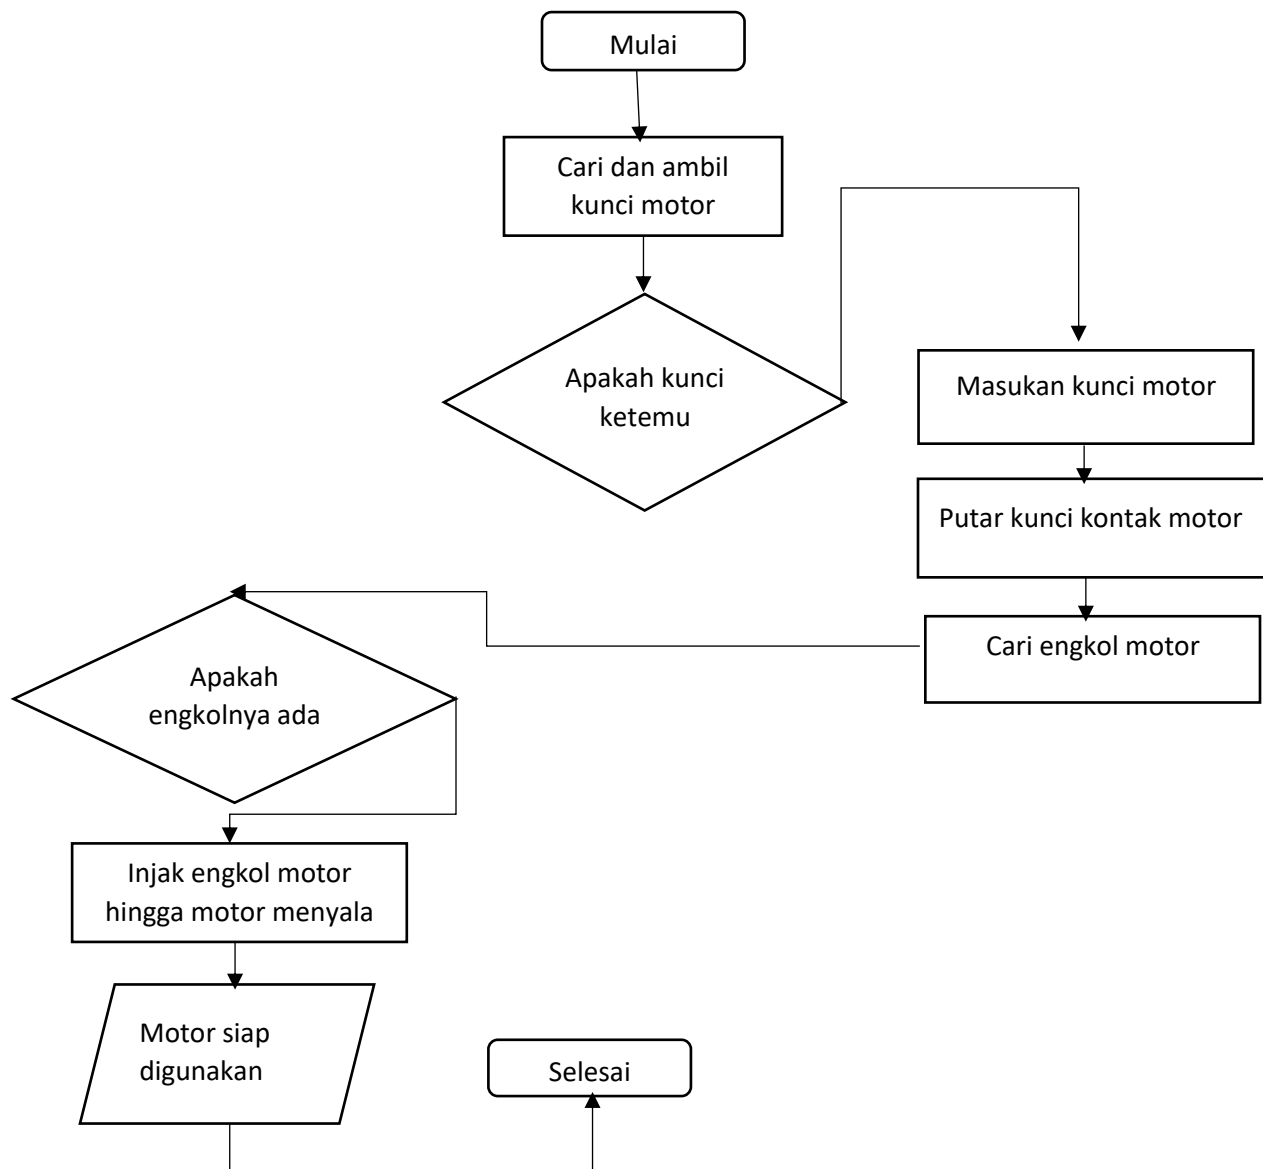 Mulai
Cari dan ambil
kunci motor
Apakah kunci
ketemu
Masukan kunci motor
Putar kunci kontak motor
Cari engkol motor
Apakah
engkolnya ada
Injak engkol motor
hingga motor menyala
Motor siap
digunakan
Selesai